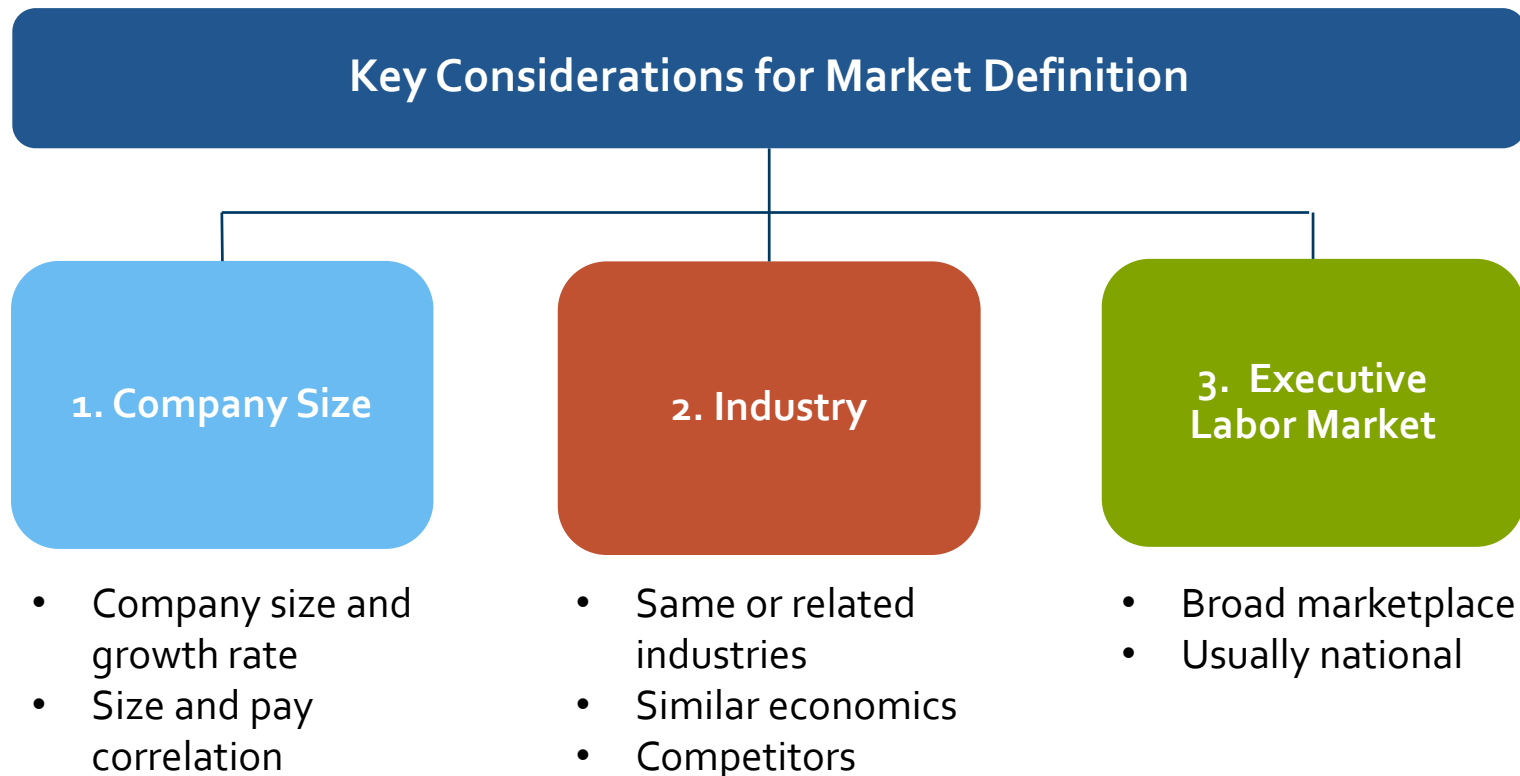 Key Considerations for Market Definition
1. Company Size
2. Industry
3. Executive
Labor Market
• Company size and
growth rate
• Size and pay
correlation
• Same or related
industries
• Similar economics
• Competitors
• Broad marketplace
• Usually national